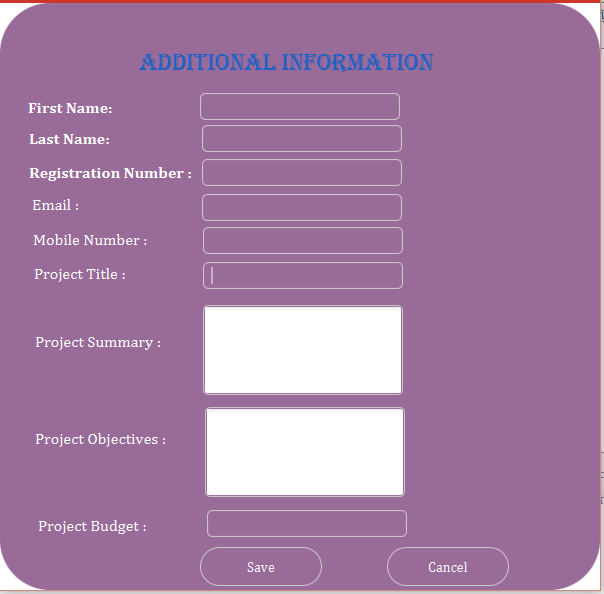 ADDITIONAL INFORMATION
First Name:
Last Name:
Registration Number :
Email :
Mobile Number :
Project Title :
Project Summary :
Project Objectives :
Project Budget :
Save Cancel